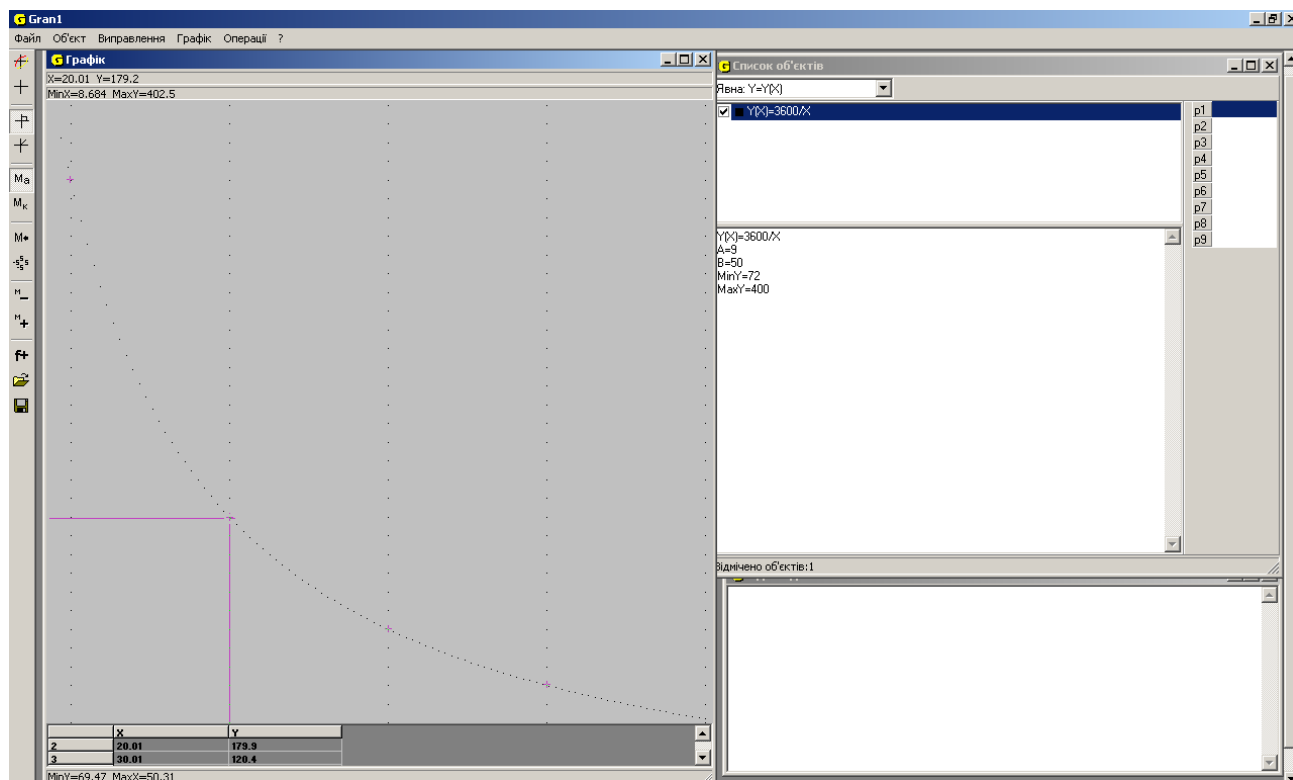 Gran1
Файл Об'єкт Виправлення Графік Операції ?
Графік
X=20.01 Y=179.2
MinX=8.684 MaxY=402.5
Ma
Mк
M
-s s s s
M
M
f+
X Y
2 20.01 179.9
3 30.01 120.4
MinY=69.47 MaxX=50.31
Список об'єктів
Явна: Y=Y(X)
Y(X)=3600/X
p1
p2
p3
p4
p5
p6
p7
p8
p9
Y(X)=3600/X
A=9
B=50
MinY=72
MaxY=400
Відмічено об'єктів:1